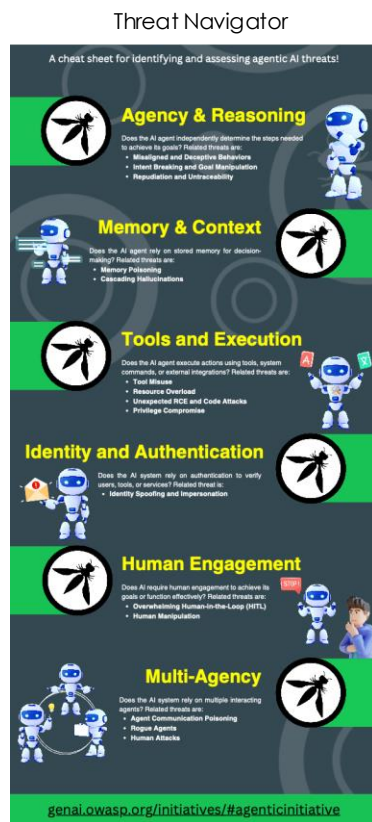 Threat Navigator
A cheat sheet for identifying and assessing agentic AI threats!
Agency & Reasoning
Does the AI agent independently determine the steps needed
to achieve its goals? Related threats are:
• Misaligned and Deceptive Behaviors
• Intent Breaking and Goal Manipulation
• Repudiation and Untraceability
Memory & Context
Does the AI agent rely on stored memory for decision-
making? Related threats are:
• Memory Poisoning
• Cascading Hallucinations
Tools and Execution
Does the AI agent execute actions using tools, system
commands, or external integrations? Related threats are:
• Tool Misuse
• Resource Overload
• Unexpected RCE and Code Attacks
• Privilege Compromise
A
文
Identity and Authentication
Does the AI system rely on authentication to verify
users, tools, or services? Related threat is:
• Identity Spoofing and Impersonation
Human Engagement
Does AI require human engagement to achieve its
goals or function effectively? Related threats are:
• Overwhelming Human-in-the-Loop (HITL)
• Human Manipulation
STOP!
Multi-Agency
Does the AI system rely on multiple interacting
agents? Related threats are:
• Agent Communication Poisoning
• Rogue Agents
• Human Attacks
genai.owasp.org/initiatives/#agenticinitiative